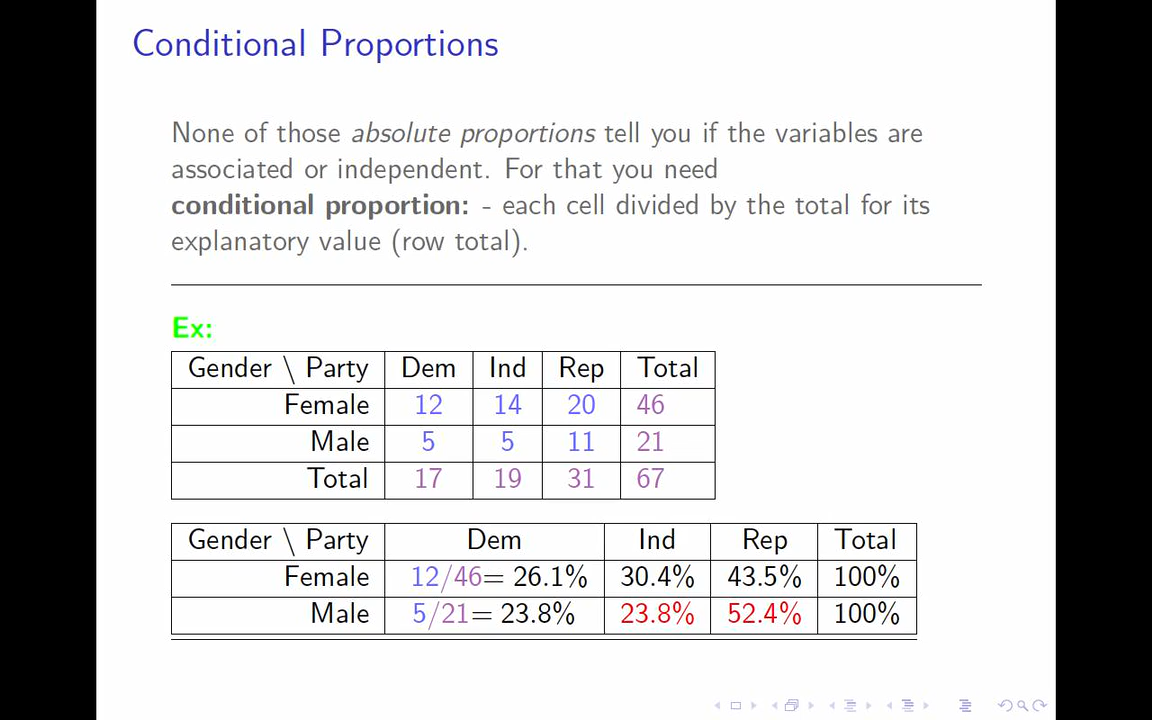 Conditional Proportions
None of those absolute proportions tell you if the variables are
associated or independent. For that you need
conditional proportion: - each cell divided by the total for its
explanatory value (row total).
Ex:
Gender \ Party Dem Ind Rep Total
Female 12 14 20 46
Male 5 5 11 21
Total 17 19 31 67
Gender \ Party Dem Ind Rep Total
Female 12/46= 26.1% 30.4% 43.5% 100%
Male 5/21= 23.8% 23.8% 52.4% 100%